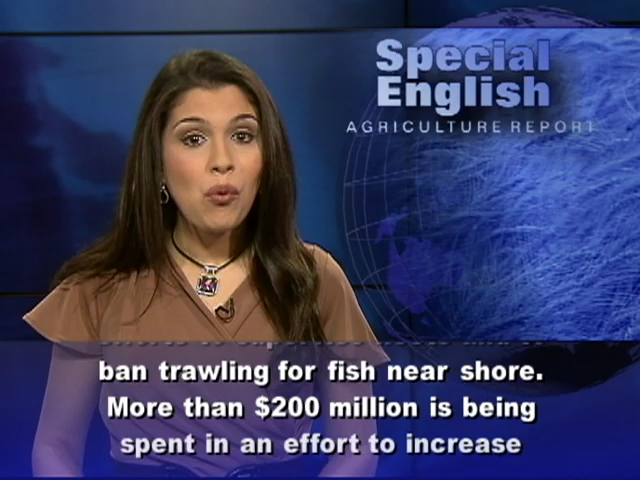 Special
English
AGRICULTURE REPORT
ban trawling for fish near shore.
More than $200 million is being
spent in an effort to increase